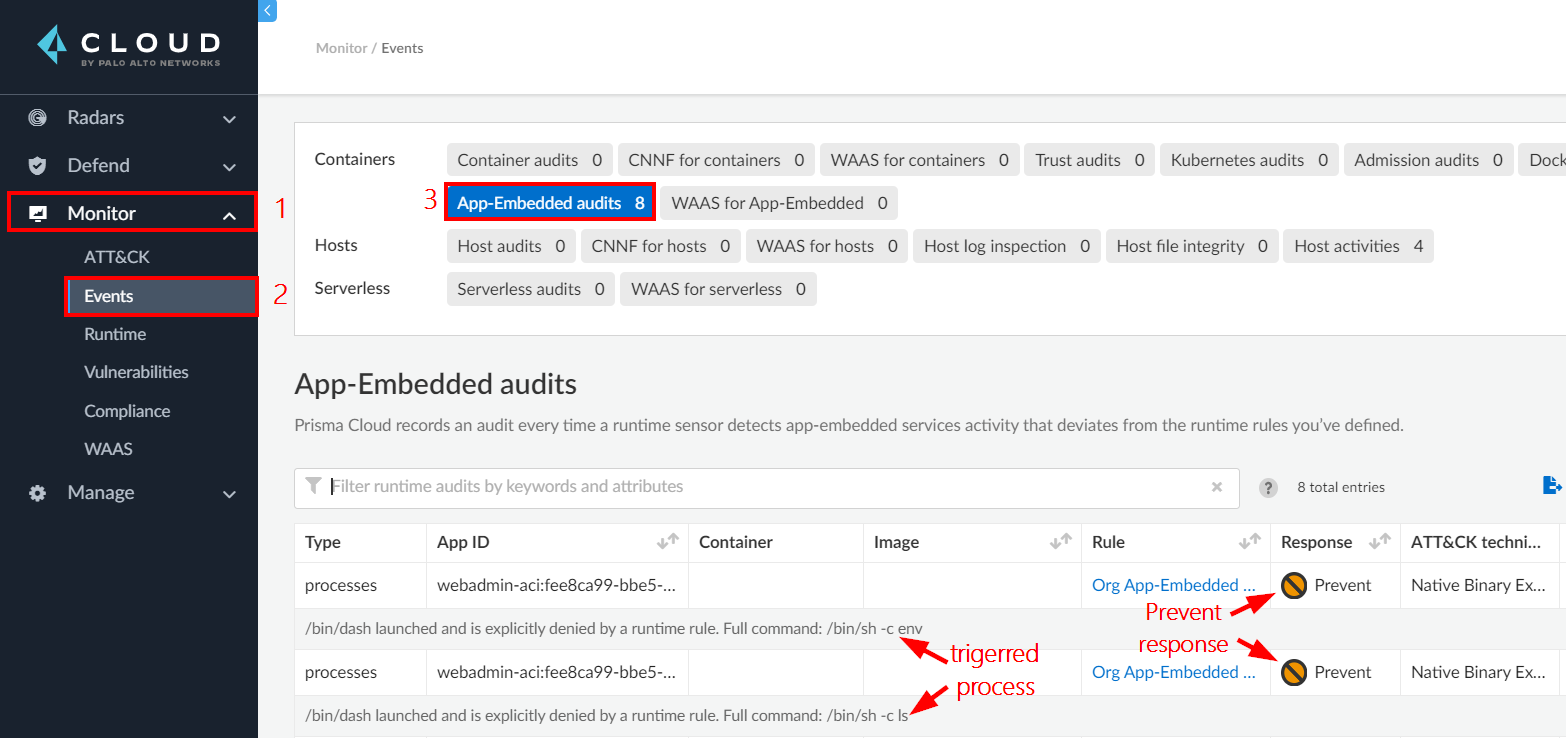 CLOUD
BY PALO ALTO NETWORKS
Monitor / Events
Radars
Defend
Monitor
1
ATT&CK
Events
2
Runtime
Vulnerabilities
Compliance
WAAS
Manage
Containers
Container audits 0
CNNF for containers 0
WAAS for containers 0
Trust audits 0
Kubernetes audits 0
Admission audits 0
Dock
3
App-Embedded audits 8
WAAS for App-Embedded 0
Hosts
Host audits 0
CNNF for hosts 0
WAAS for hosts 0
Host log inspection 0
Host file integrity 0
Host activities 4
Serverless
Serverless audits 0
WAAS for serverless 0
App-Embedded audits
Prisma Cloud records an audit every time a runtime sensor detects app-embedded services activity that deviates from the runtime rules you've defined.
Filter runtime audits by keywords and attributes
? 8 total entries
Type App ID Container Image Rule Response ATT&CK techni...
processes webadmin-aci:fee8ca99-bbe5-... Org App-Embedded ... Prevent Native Binary Ex...
/bin/dash launched and is explicitly denied by a runtime rule. Full command: /bin/sh -c env
Prevent
response
trigerred
process
processes webadmin-aci:fee8ca99-bbe5-... Org App-Embedded ... Prevent Native Binary Ex...
/bin/dash launched and is explicitly denied by a runtime rule. Full command: /bin/sh -c ls